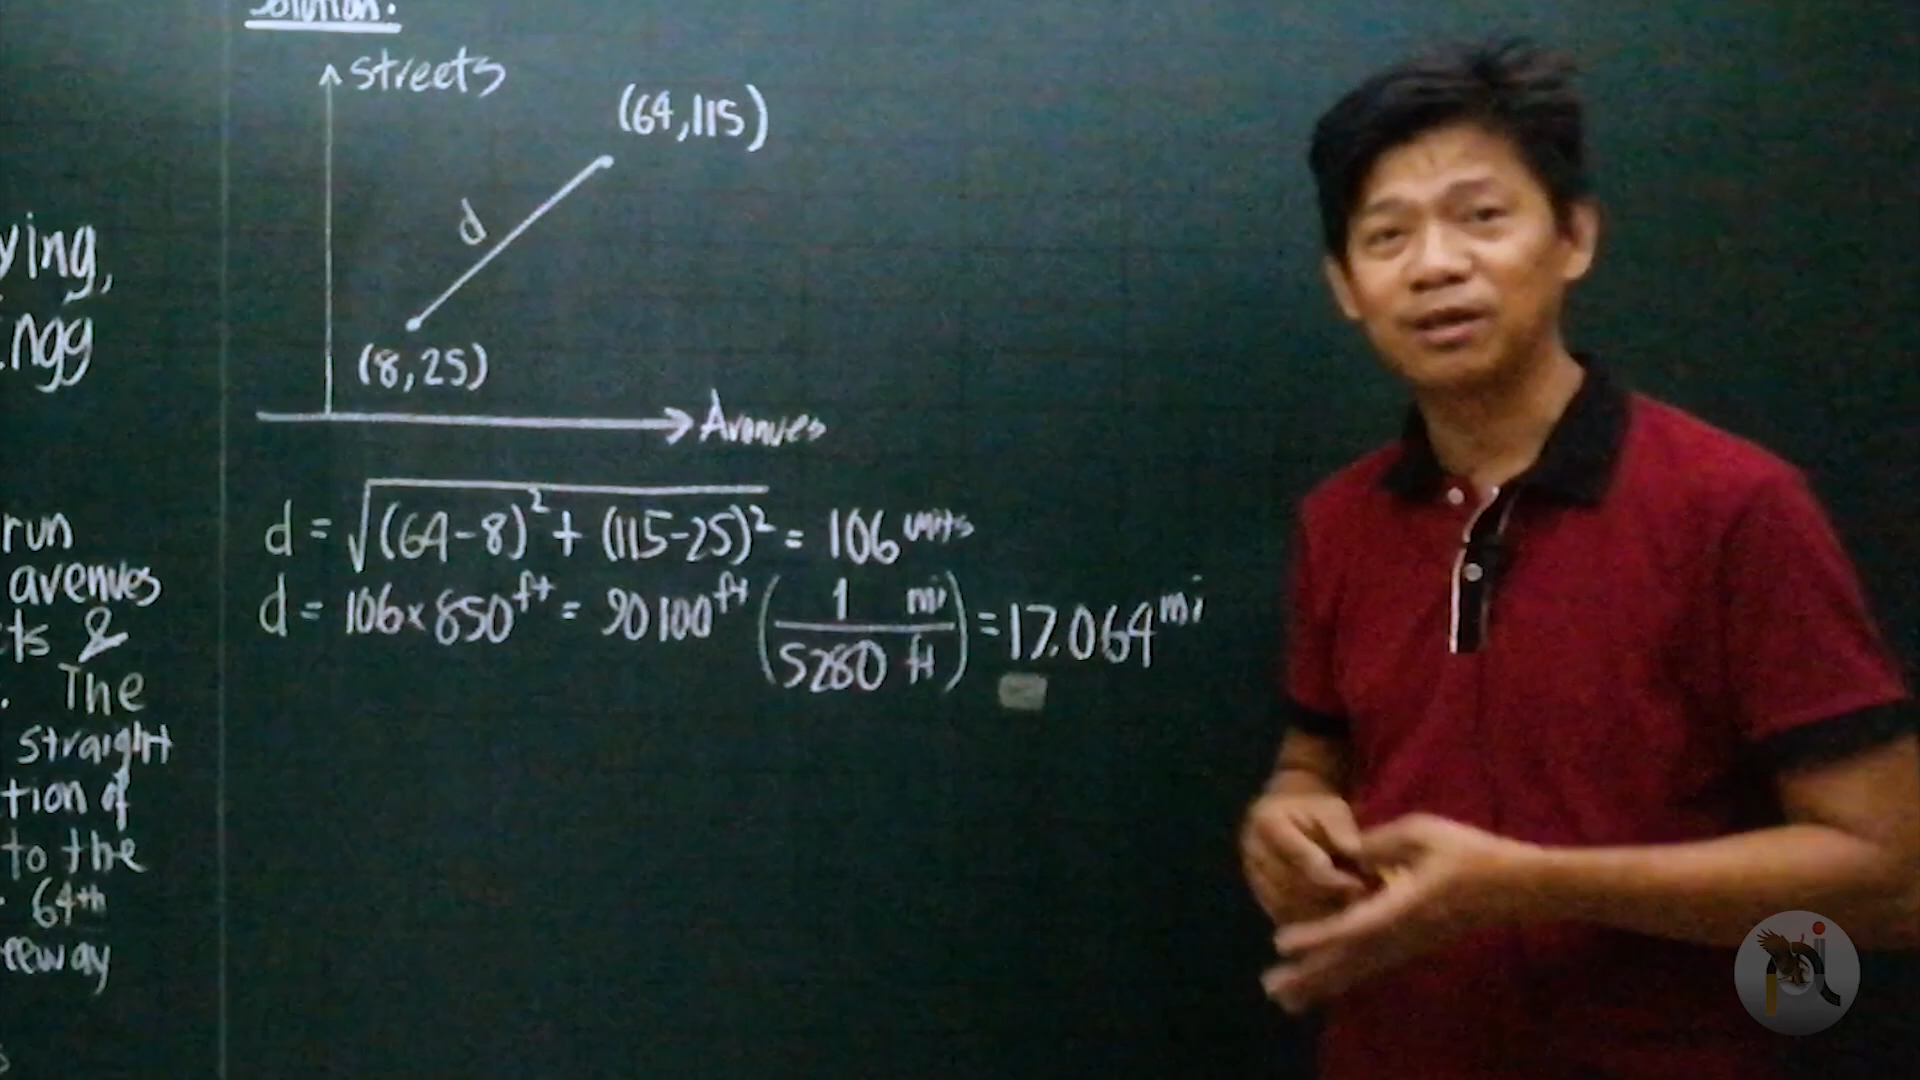 Solution:
streets
(64,115)
d
(8,25)
Avenues
d = √(64-8)² + (115-25)² = 106 units
d = 106 x 850 ft = 90100 ft (1 mi / 5280 ft) = 17.064 mi
ying,
run
avenues
ts &
. The
straight
tion of
to the
64th
eeway